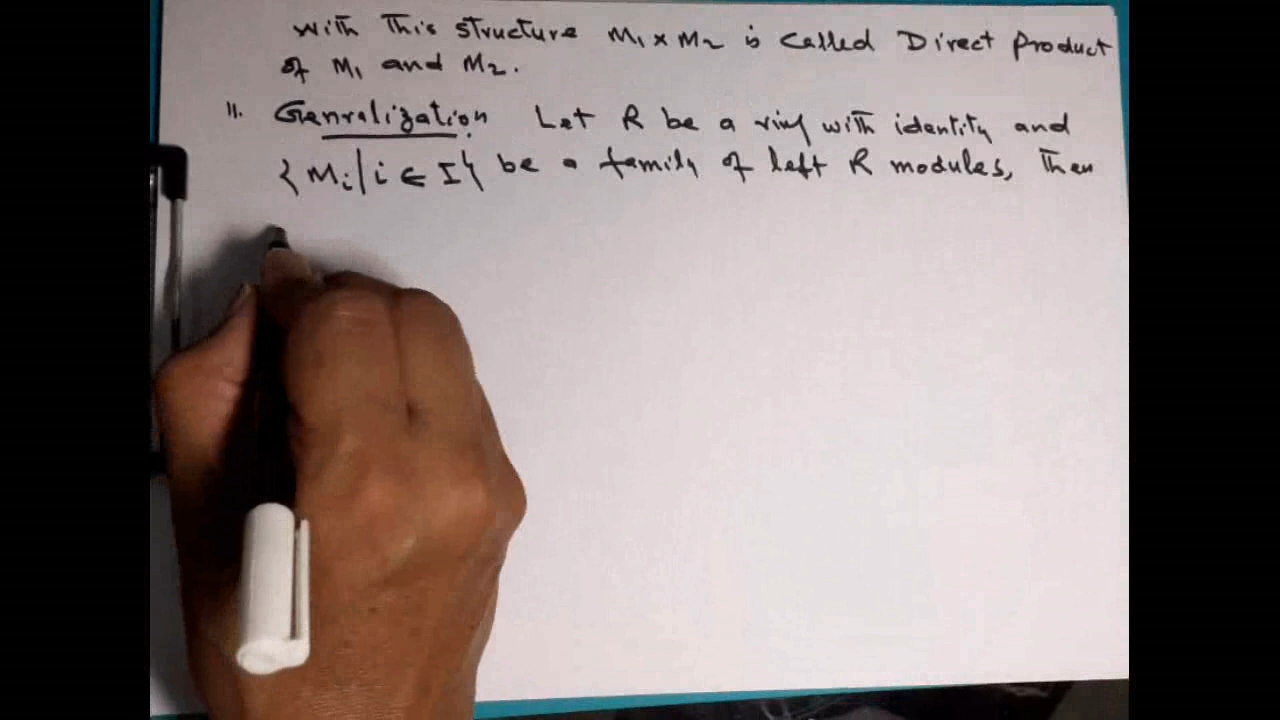 with This structure M₁ × M₂ is called Direct product
of M₁ and M₂.
11. Genralization Let R be a ring with identity and
{Mi / i ∈ I} be a family of left R modules, Then